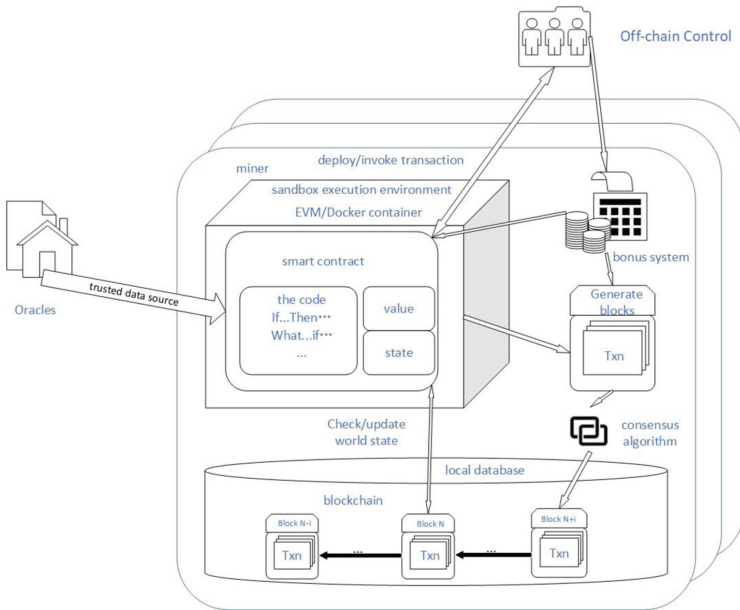 Off-chain Control
deploy/invoke transaction
miner
sandbox execution environment
EVM/Docker container
smart contract
the code
If...Then···
What...if···
...
value
state
trusted data source
Oracles
bonus system
Generate
blocks
Txn
consensus
algorithm
Check/update
world state
local database
blockchain
Block N-i
Txn
...
Block N
Txn
...
Block N+i
Txn